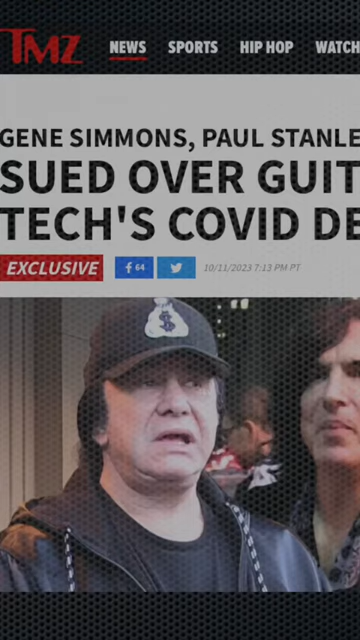 TMZ
NEWS SPORTS HIP HOP WATCH
GENE SIMMONS, PAUL STANLE
SUED OVER GUIT
TECH'S COVID DE
EXCLUSIVE
64
10/11/2023 7:13 PM PT
$